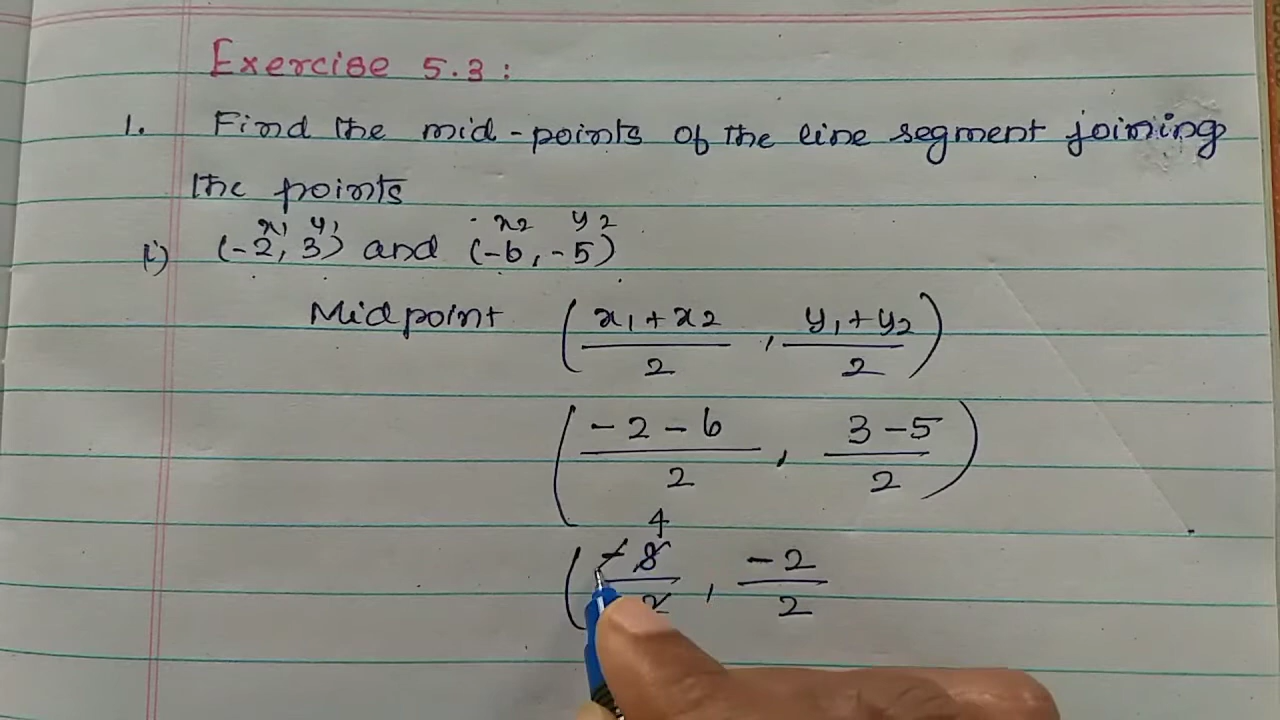 Exercise 5.3:
1. Find the mid-points of the line segment joining
the points
x1 y1 x2 y2
i) (-2, 3) and (-6, -5)
Midpoint (x1 + x2 / 2 , y1 + y2 / 2)
(-2 - 6 / 2 , 3 - 5 / 2)
4
(-8 / 2 , -2 / 2